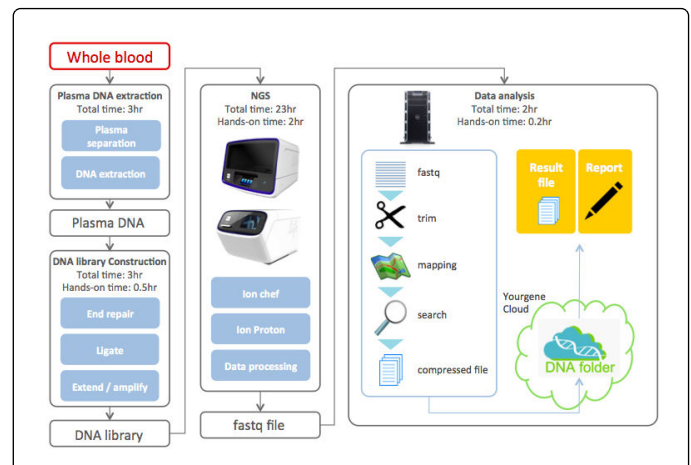 Whole blood
Plasma DNA extraction
Total time: 3hr
Plasma
separation
DNA extraction
Plasma DNA
DNA library Construction
Total time: 3hr
Hands-on time: 0.5hr
End repair
Ligate
Extend / amplify
DNA library
NGS
Total time: 23hr
Hands-on time: 2hr
Ion chef
Ion Proton
Data processing
fastq file
Data analysis
Total time: 2hr
Hands-on time: 0.2hr
fastq
trim
mapping
search
compressed file
Result
file
Report
Yourgene
Cloud
DNA folder